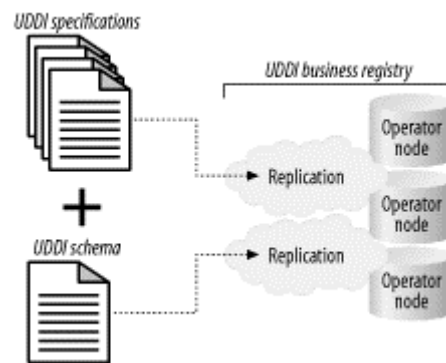 UDDI specifications
UDDI business registry
Operator
node
Replication
+
Operator
node
UDDI schema
Replication
Operator
node